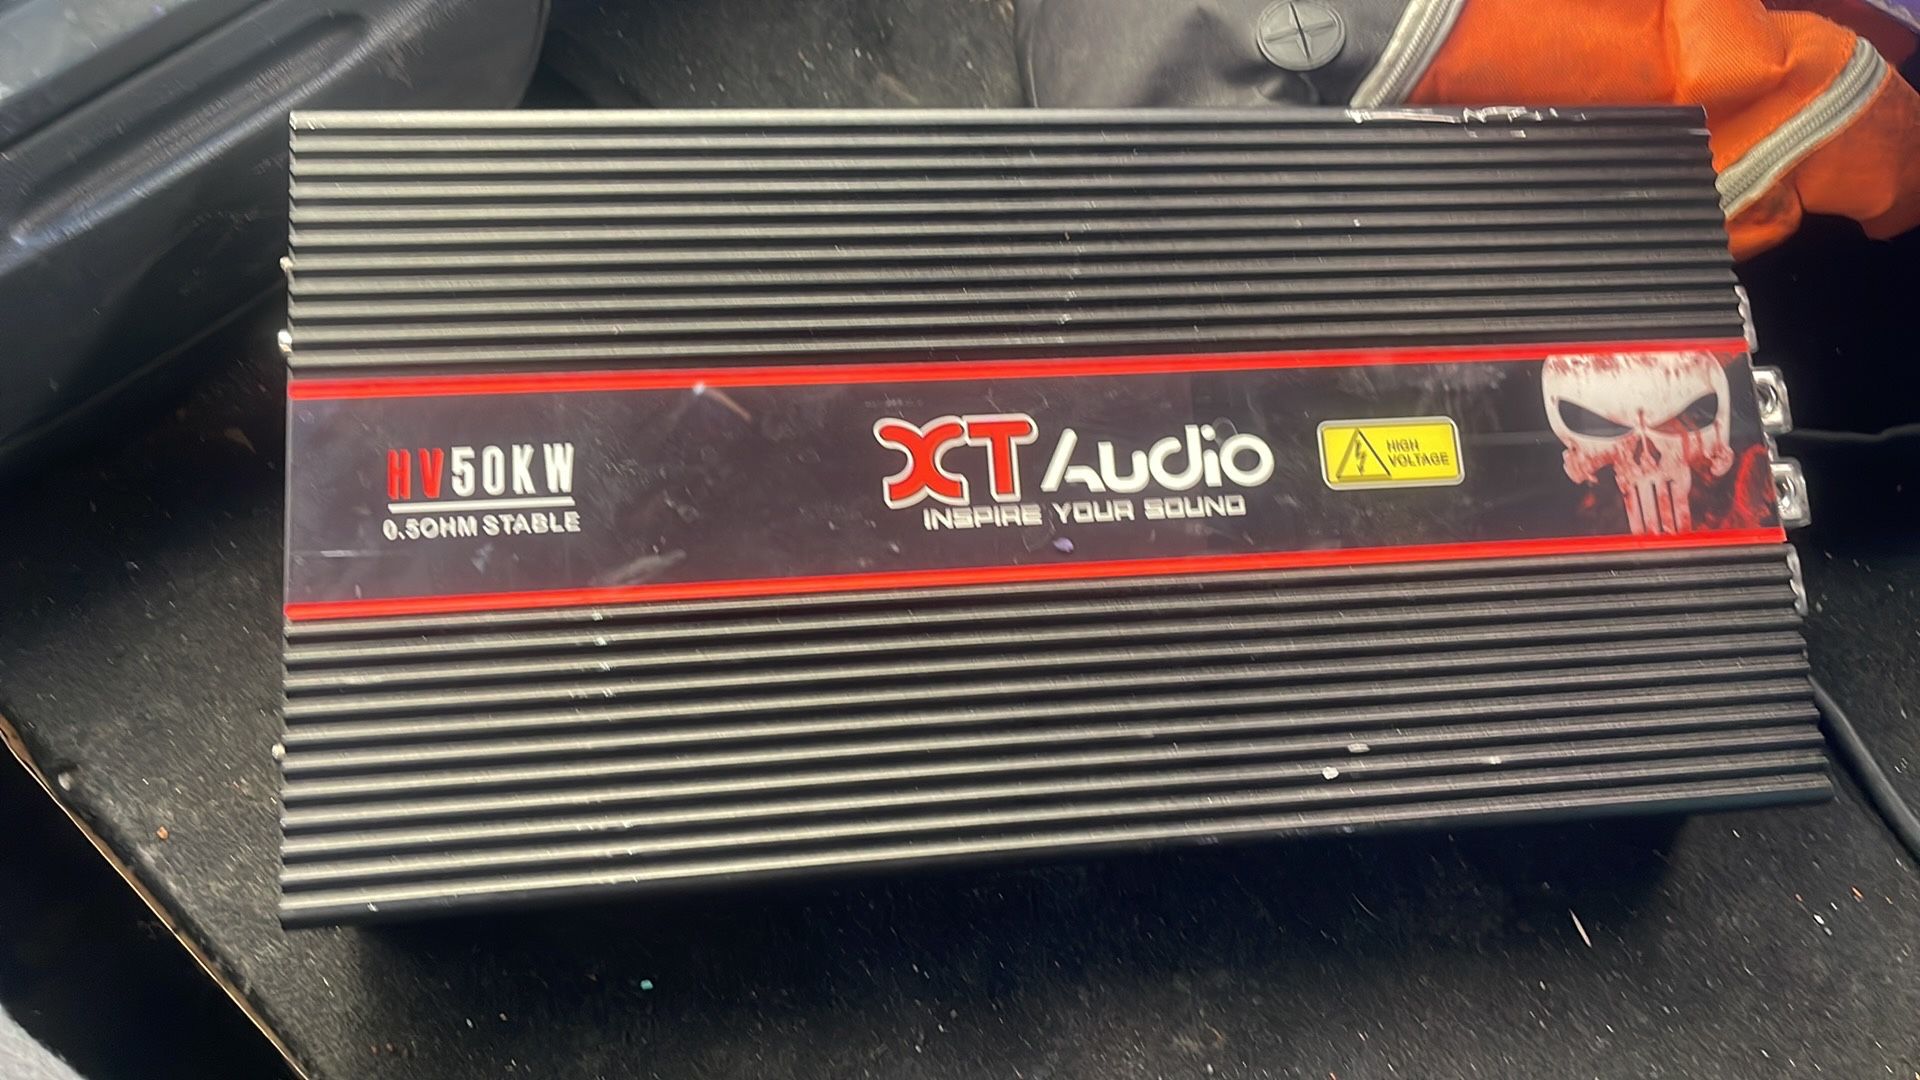 HV50KW
0.5OHM STABLE
XT Audio
INSPIRE YOUR SOUND
HIGH
VOLTAGE